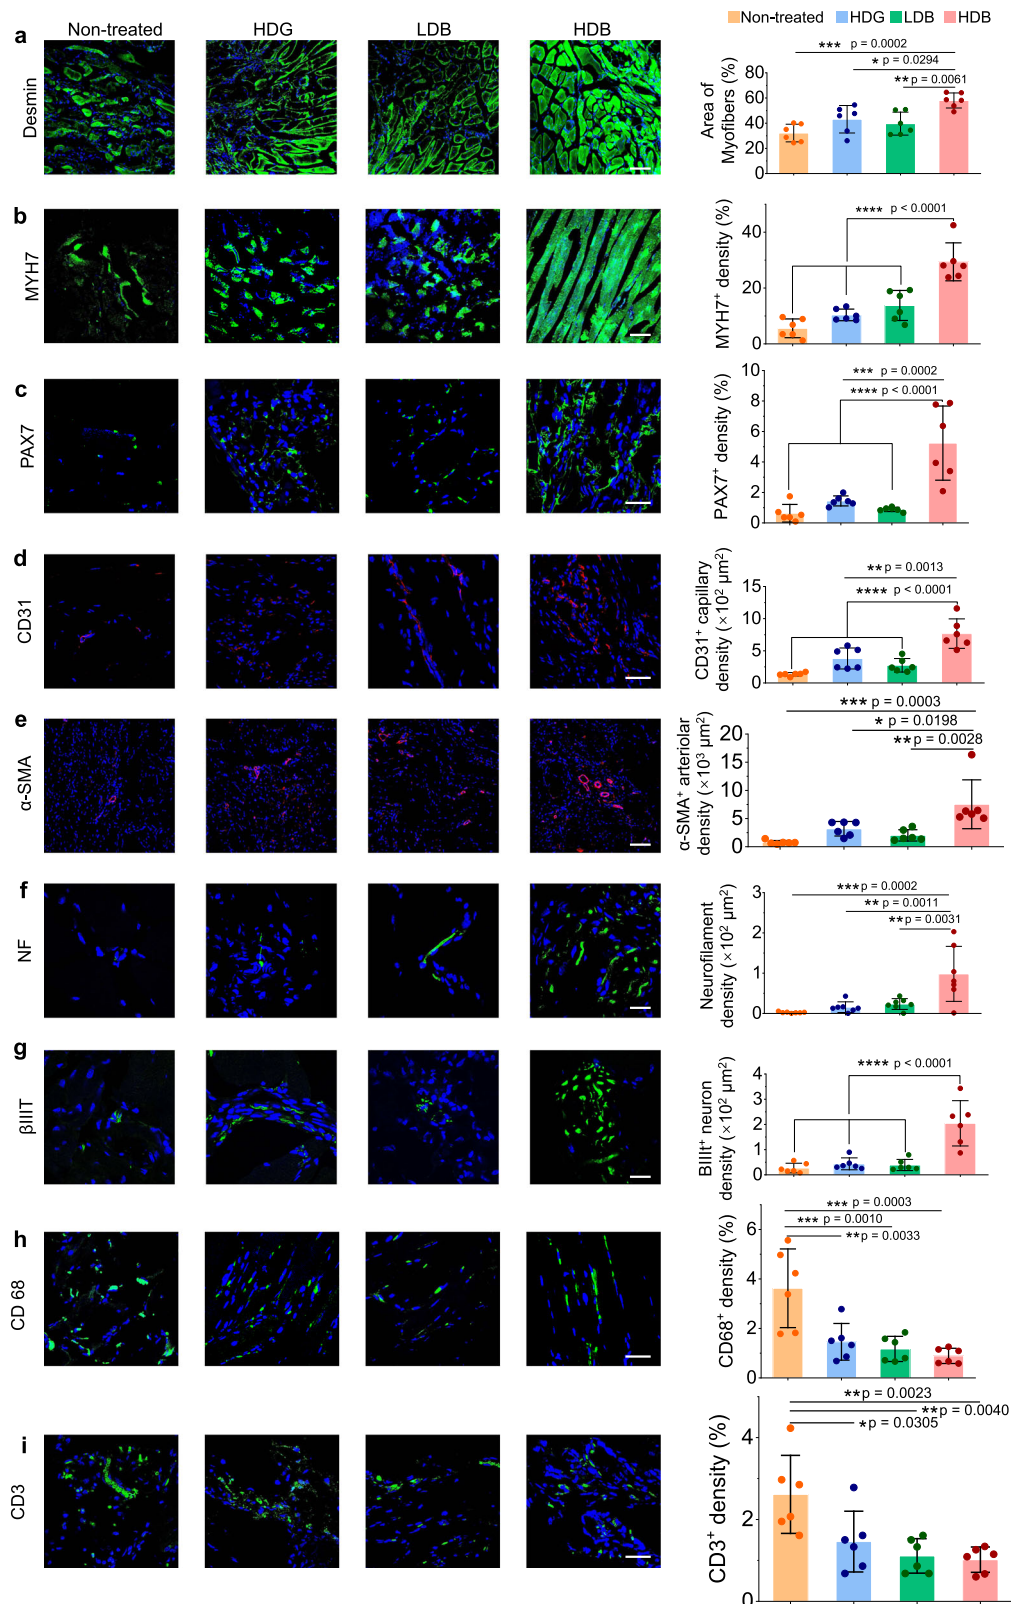 Non-treated HDG LDB HDB
Non-treated HDG LDB HDB
a
Desmin
Area of
Myofibers (%)
*** p = 0.0002
* p = 0.0294
** p = 0.0061
80
60
40
20
0
b
MYH7
MYH7⁺ density (%)
**** p < 0.0001
40
20
0
c
PAX7
PAX7⁺ density (%)
*** p = 0.0002
**** p < 0.0001
10
8
6
4
2
0
d
CD31
CD31⁺ capillary
density (×10² µm²)
** p = 0.0013
**** p < 0.0001
15
10
5
0
e
α-SMA
α-SMA⁺ arteriolar
density (×10³ µm²)
*** p = 0.0003
* p = 0.0198
** p = 0.0028
20
15
10
5
0
f
NF
Neurofilament
density (×10² µm²)
*** p = 0.0002
** p = 0.0011
** p = 0.0031
3
2
1
0
g
βIIIT
BIIIt⁺ neuron
density (×10² µm²)
**** p < 0.0001
4
3
2
1
0
h
CD 68
CD68⁺ density (%)
*** p = 0.0003
*** p = 0.0010
** p = 0.0033
6
4
2
0
i
CD3
CD3⁺ density (%)
** p = 0.0023
** p = 0.0040
* p = 0.0305
4
2
0